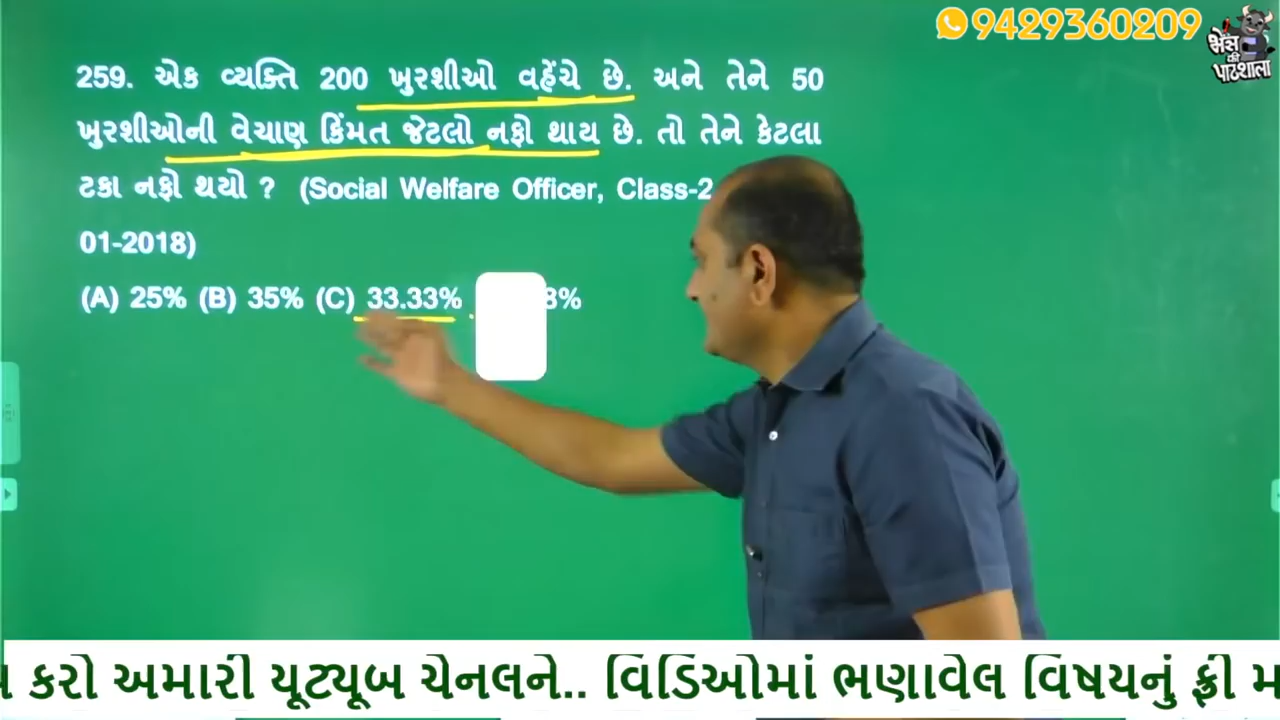 9429360209
ભેંસ
કી
પાઠશાલા
259. એક વ્યક્તિ 200 ખુરશીઓ વહેંચે છે. અને તેને 50
ખુરશીઓની વેચાણ કિંમત જેટલો નફો થાય છે. તો તેને કેટલા
ટકા નફો થયો ? (Social Welfare Officer, Class-2
01-2018)
(A) 25% (B) 35% (C) 33.33% 8%
કરો અમારી યૂટ્યૂબ ચેનલને.. વિડિઓમાં ભણાવેલ વિષયનું ફ્રી